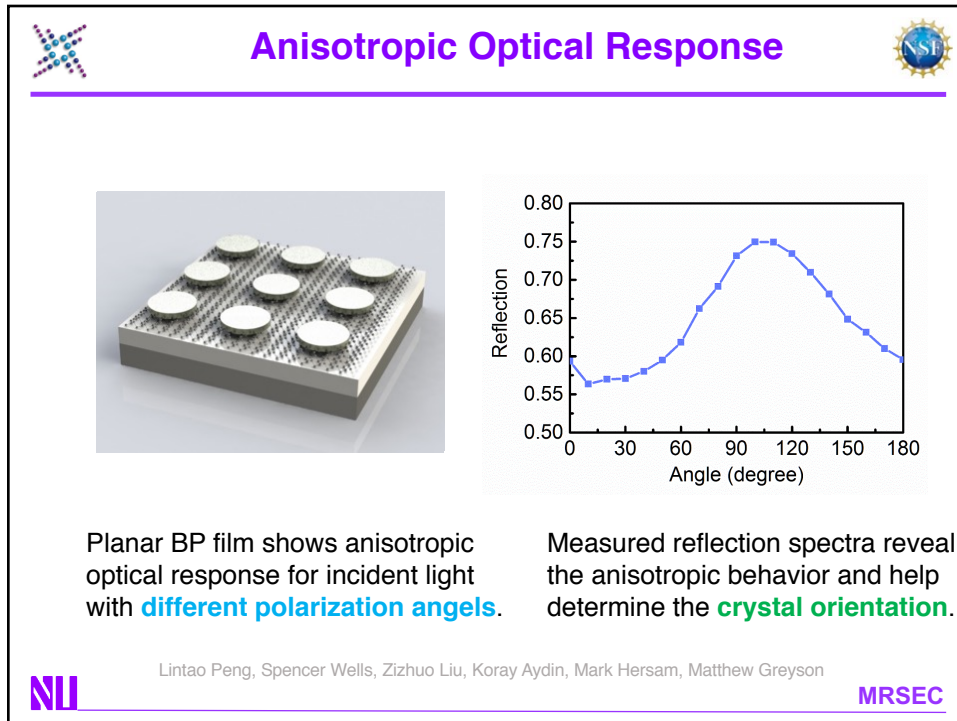 Anisotropic Optical Response
NSF
0.80
0.75
0.70
0.65
0.60
0.55
0.50
Reflection
0 30 60 90 120 150 180
Angle (degree)
Planar BP film shows anisotropic
optical response for incident light
with different polarization angels.
Measured reflection spectra reveal
the anisotropic behavior and help
determine the crystal orientation.
Lintao Peng, Spencer Wells, Zizhuo Liu, Koray Aydin, Mark Hersam, Matthew Greyson
NU
MRSEC